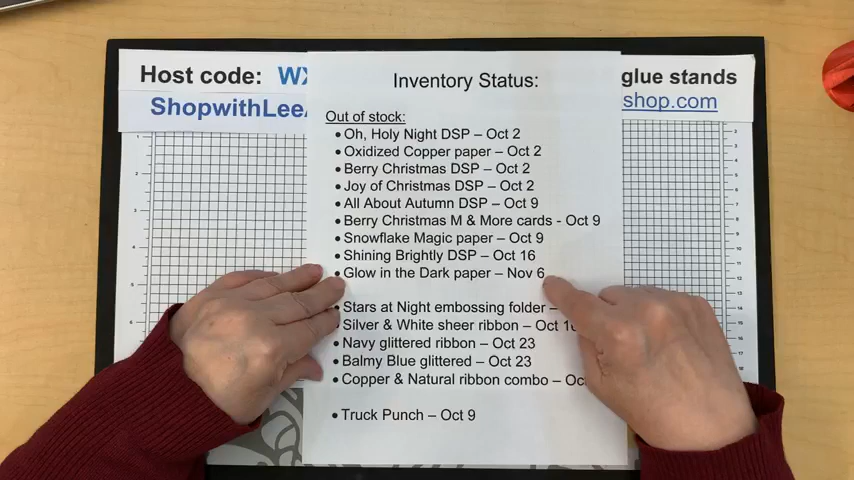 Host code:
glue stands
ShopwithLee
shop.com
Inventory Status:
Out of stock:
• Oh, Holy Night DSP – Oct 2
• Oxidized Copper paper – Oct 2
• Berry Christmas DSP – Oct 2
• Joy of Christmas DSP – Oct 2
• All About Autumn DSP – Oct 9
• Berry Christmas M & More cards - Oct 9
• Snowflake Magic paper – Oct 9
• Shining Brightly DSP – Oct 16
• Glow in the Dark paper – Nov 6
• Stars at Night embossing folder –
Silver & White sheer ribbon – Oct
• Navy glittered ribbon – Oct 23
• Balmy Blue glittered – Oct 23
• Copper & Natural ribbon combo –
• Truck Punch – Oct 9